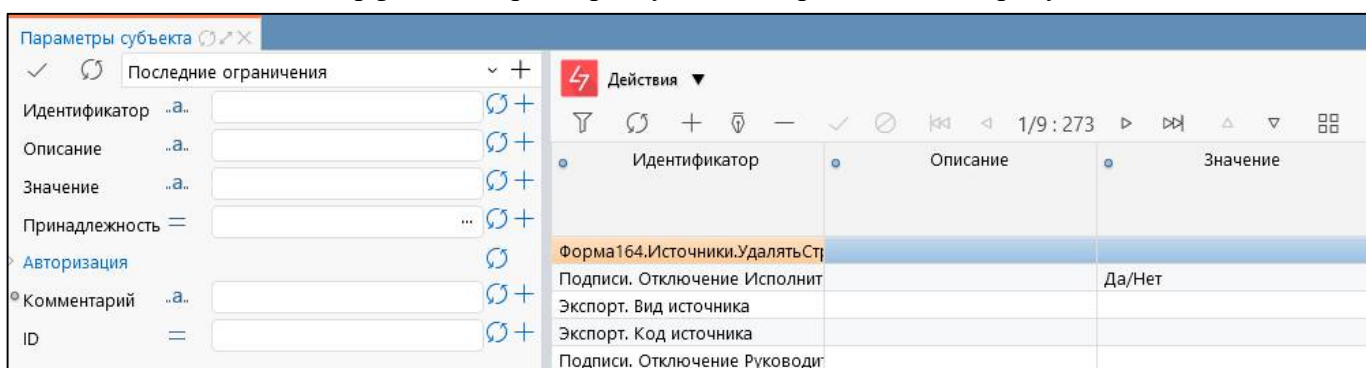 Параметры субъекта
Последние ограничения
Идентификатор ..a..
Описание ..a..
Значение ..a..
Принадлежность = ...
Авторизация
Комментарий ..a..
ID =
Действия ▼
1/9 : 273
Идентификатор Описание Значение
Форма164.Источники.УдалятьСт
Подписи. Отключение Исполнит Да/Нет
Экспорт. Вид источника
Экспорт. Код источника
Подписи. Отключение Руководи